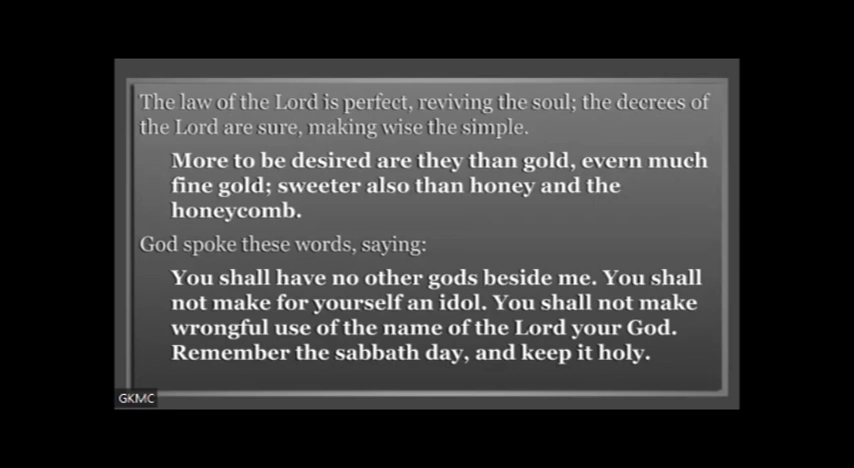 The law of the Lord is perfect, reviving the soul; the decrees of
the Lord are sure, making wise the simple.
More to be desired are they than gold, evern much
fine gold; sweeter also than honey and the
honeycomb.
God spoke these words, saying:
You shall have no other gods beside me. You shall
not make for yourself an idol. You shall not make
wrongful use of the name of the Lord your God.
Remember the sabbath day, and keep it holy.
GKMC